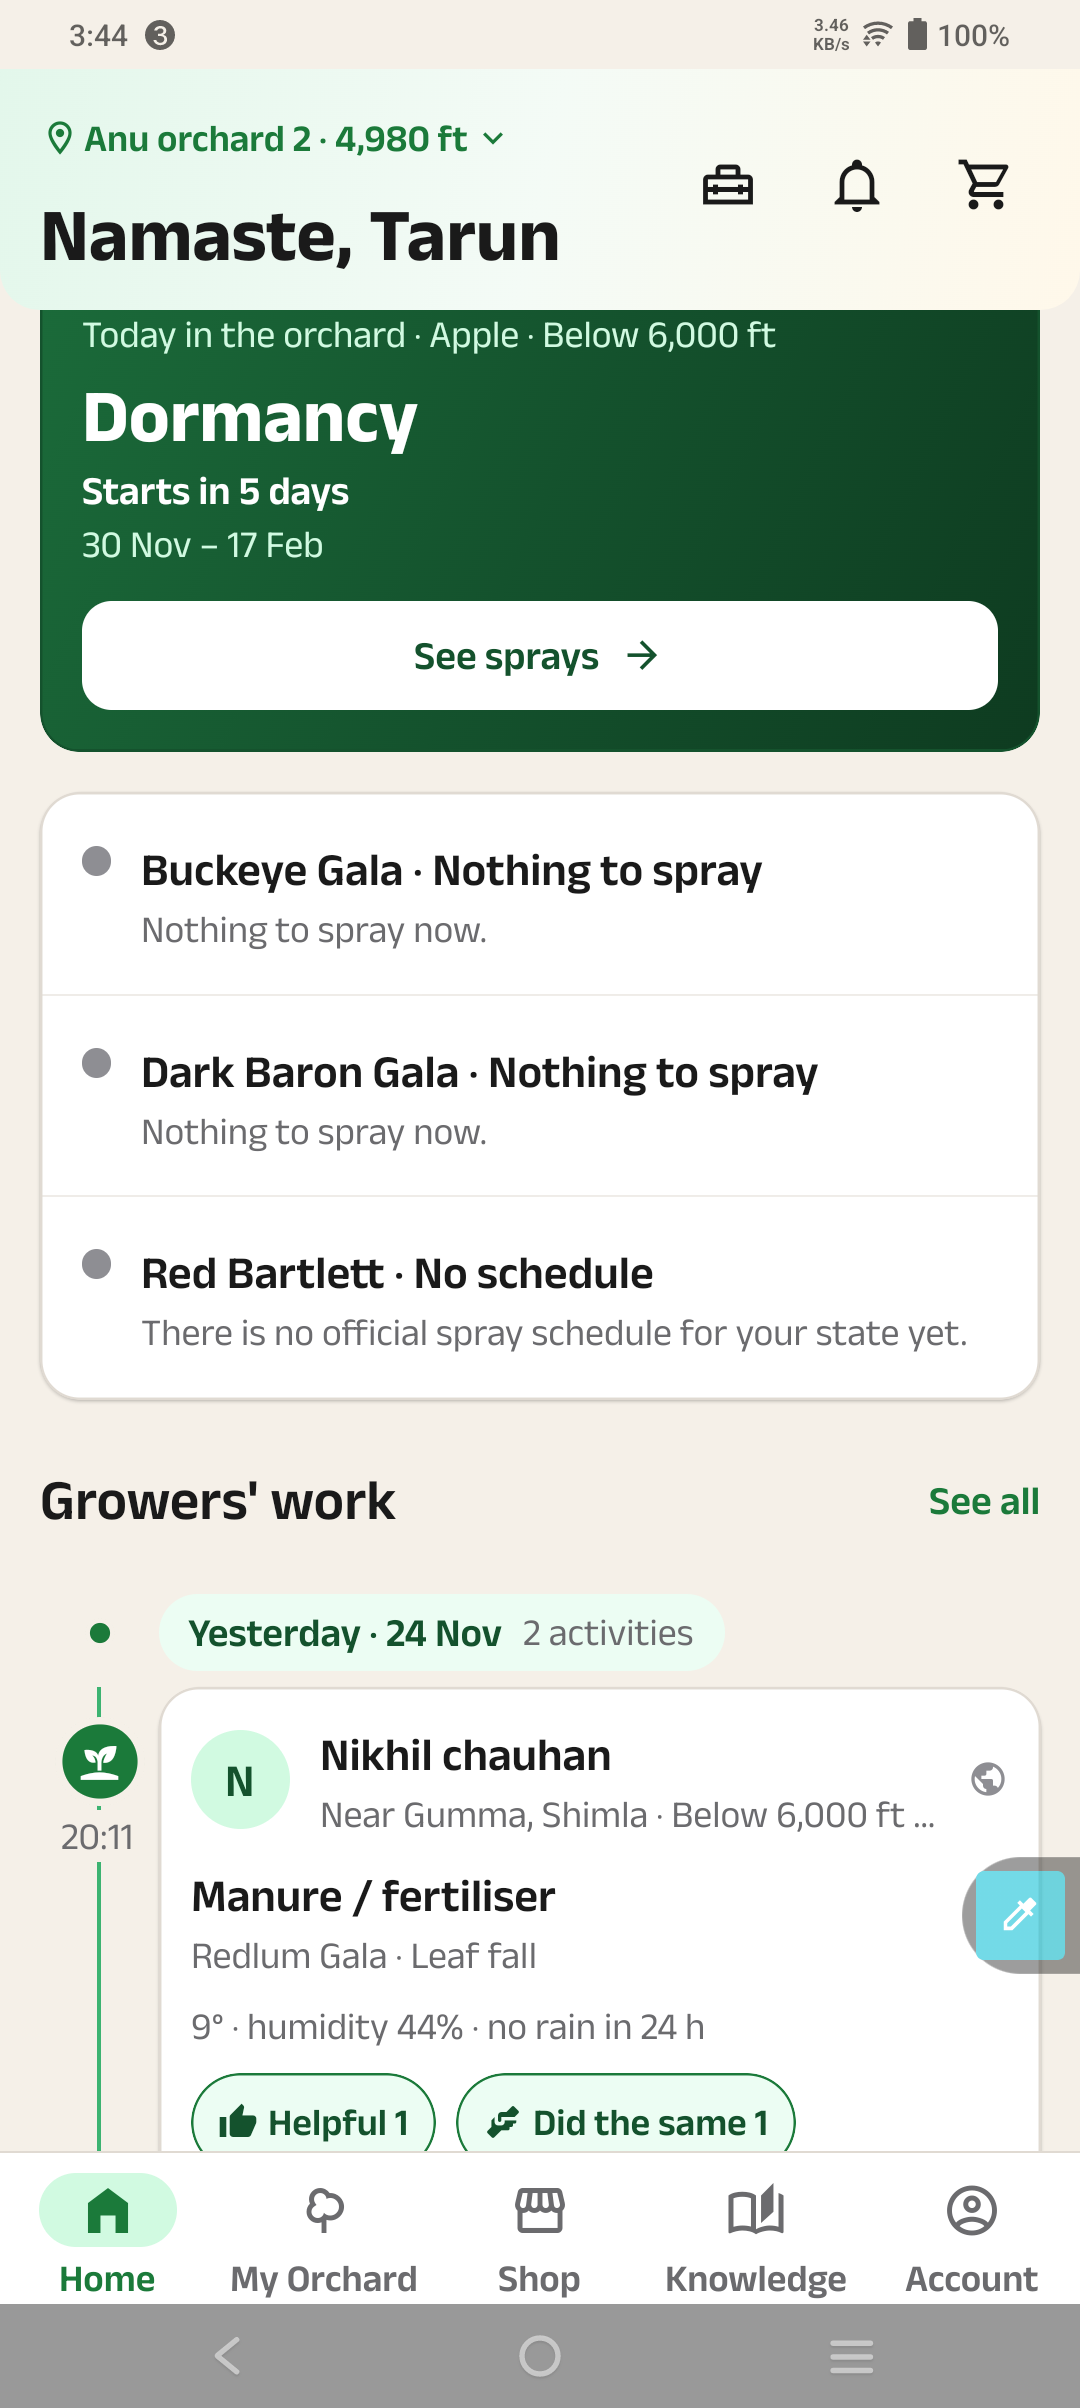 3:44 3 3.46 KB/s 100%
Anu orchard 2 · 4,980 ft
Namaste, Tarun
Today in the orchard · Apple · Below 6,000 ft
Dormancy
Starts in 5 days
30 Nov – 17 Feb
See sprays →
Buckeye Gala · Nothing to spray
Nothing to spray now.
Dark Baron Gala · Nothing to spray
Nothing to spray now.
Red Bartlett · No schedule
There is no official spray schedule for your state yet.
Growers' work See all
Yesterday · 24 Nov 2 activities
N Nikhil chauhan
Near Gumma, Shimla · Below 6,000 ft ...
20:11
Manure / fertiliser
Redlum Gala · Leaf fall
9° · humidity 44% · no rain in 24 h
Helpful 1 Did the same 1
Home My Orchard Shop Knowledge Account